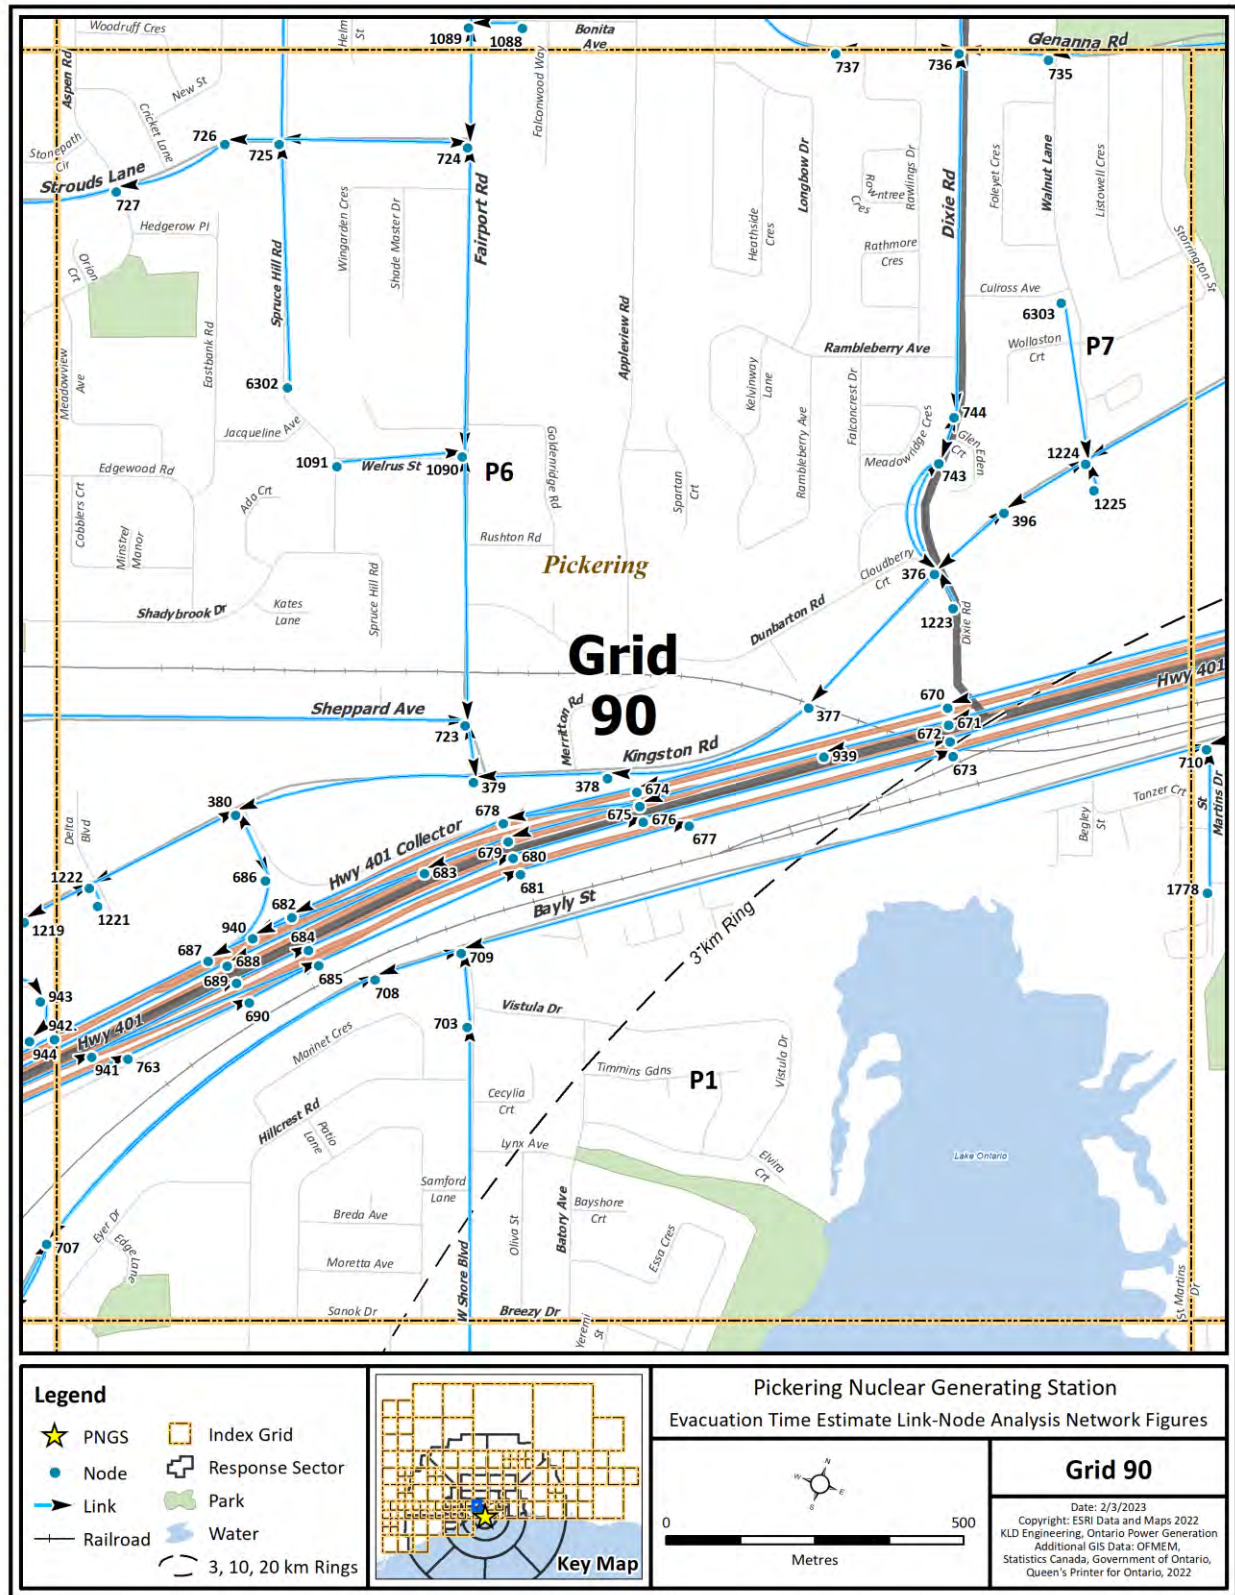 Woodruff Cres
Helm St
1089
1088
Bonita Ave
Glenanna Rd
737
736
735
Aspen Rd
New St
Cricket Lane
Falconwood Way
726
725
724
Stonepath Cir
Strouds Lane
727
Hedgerow Pl
Orion Crt
Spruce Hill Rd
Wingarden Cres
Shade Master Dr
Fairport Rd
Heathside Cres
Longbow Dr
Rowntree Cres
Rawlings Dr
Rathmore Cres
Dixie Rd
Foleyet Cres
Walnut Lane
Listowell Cres
Storrington St
Culross Ave
6303
Wollaston Crt
P7
Meadowview Ave
Eastbank Rd
6302
Jacqueline Ave
Appleview Rd
Rambleberry Ave
Kelvinway Lane
Rambleberry Ave
Falconcrest Dr
Meadowridge Cres
744
Glen Eden Crt
743
1224
1225
396
Edgewood Rd
1091
Welrus St
1090
P6
Goldenridge Rd
Spartan Crt
Cobblers Crt
Minstrel Manor
Ada Crt
Rushton Rd
Pickering
Cloudberry Crt
376
Shadybrook Dr
Kates Lane
Spruce Hill Rd
Dunbarton Rd
1223
Dixie Rd
Grid
90
Hwy 401
Sheppard Ave
723
Merritton Rd
Kingston Rd
377
670
671
672
673
939
710
379
378
674
675
676
677
380
678
Hwy 401 Collector
679
680
681
683
Delta Blvd
1222
1221
1219
686
682
940
684
687
688
689
685
690
Bayly St
3 km Ring
Begley St
Tanzer Crt
St Martins Dr
1778
709
708
943
942
944
Hwy 401
941
763
703
Vistula Dr
Marinet Cres
Timmins Gdns
P1
Vistula Dr
Cecylia Crt
Hillcrest Rd
Patio Lane
Lynx Ave
Elvira Crt
Lake Ontario
Samford Lane
Breda Ave
Eyer Dr
Edge Lane
707
Moretta Ave
W Shore Blvd
Oliva St
Batory Ave
Bayshore Crt
Essa Cres
Sanok Dr
Breezy Dr
Yeremi St
St Martins Dr
Legend
PNGS
Node
Link
Railroad
Index Grid
Response Sector
Park
Water
3, 10, 20 km Rings
Key Map
Pickering Nuclear Generating Station
Evacuation Time Estimate Link-Node Analysis Network Figures
N
W
E
S
0
500
Metres
Grid 90
Date: 2/3/2023
Copyright: ESRI Data and Maps 2022
KLD Engineering, Ontario Power Generation
Additional GIS Data: OFMEM,
Statistics Canada, Government of Ontario,
Queen's Printer for Ontario, 2022